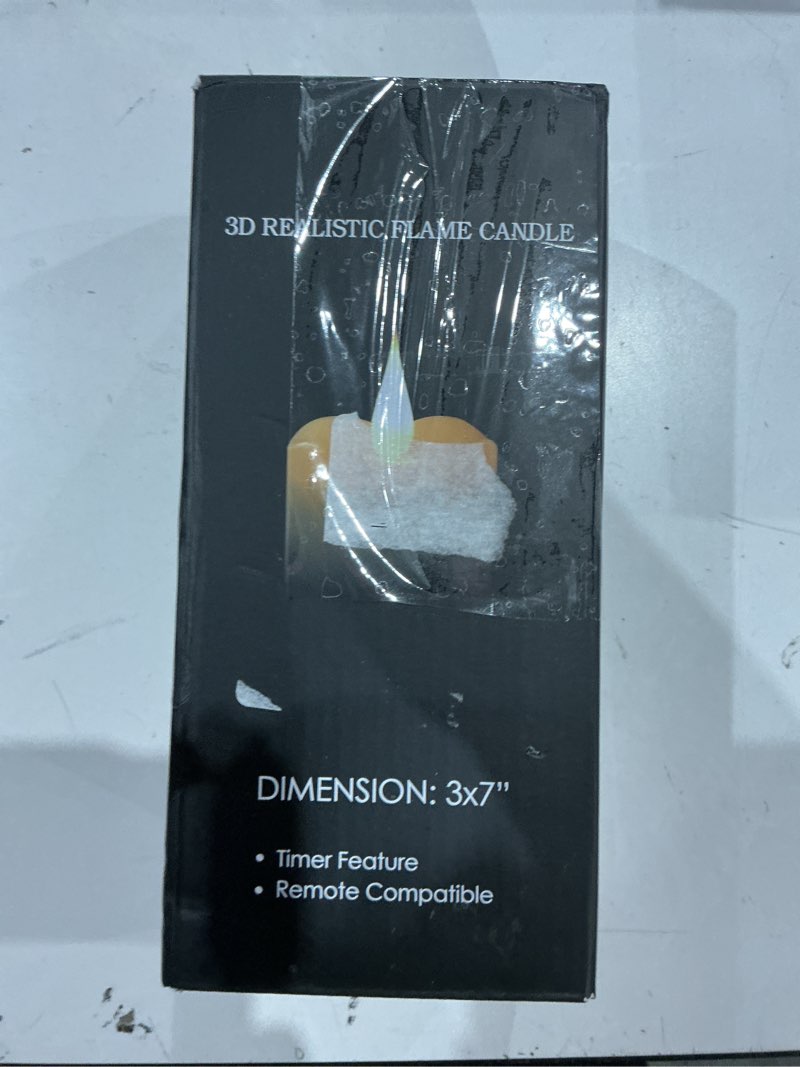 3D REALISTIC FLAME CANDLE
DIMENSION: 3x7”
• Timer Feature
• Remote Compatible